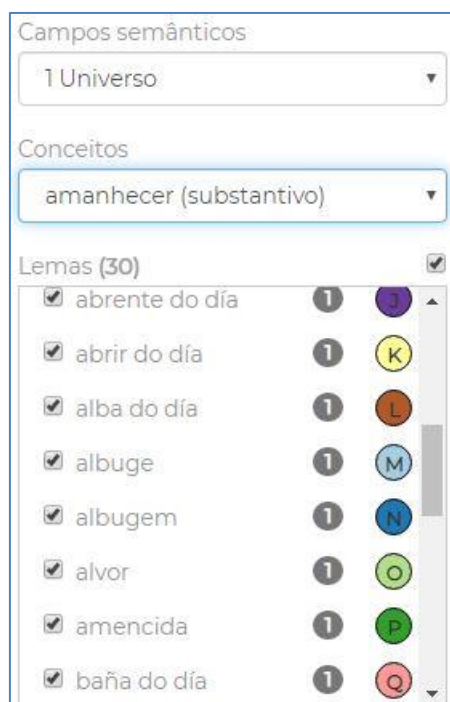 Campos semânticos
1 Universo
Conceitos
amanhecer (substantivo)
Lemas (30)
abrente do día 1 J
abrir do día 1 K
alba do día 1 L
albuge 1 M
albugem 1 N
alvor 1 O
amencida 1 P
baña do día 1 Q